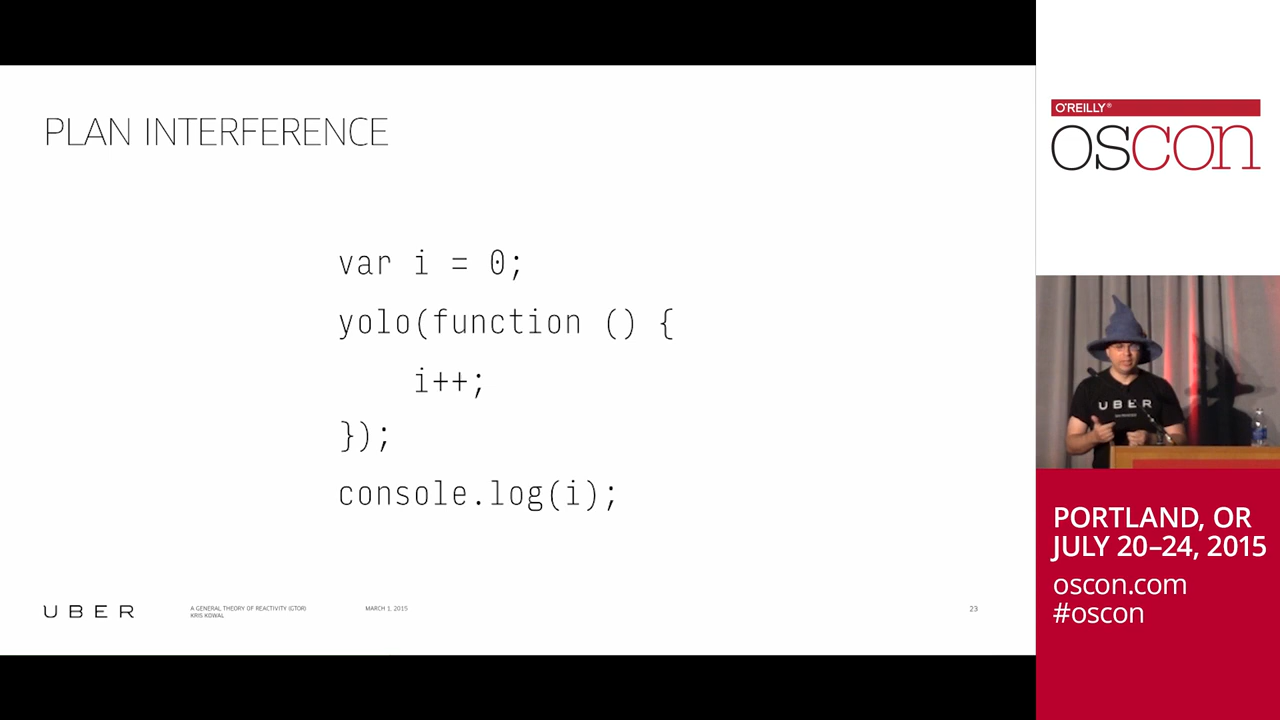 PLAN INTERFERENCE
var i = 0;
yolo(function () {
    i++;
});
console.log(i);
UBER
A GENERAL THEORY OF REACTIVITY (GTOR)
KRIS KOWAL
MARCH 1, 2015
23
O'REILLY®
OSCON
UBER
PORTLAND, OR
JULY 20–24, 2015
oscon.com
#oscon